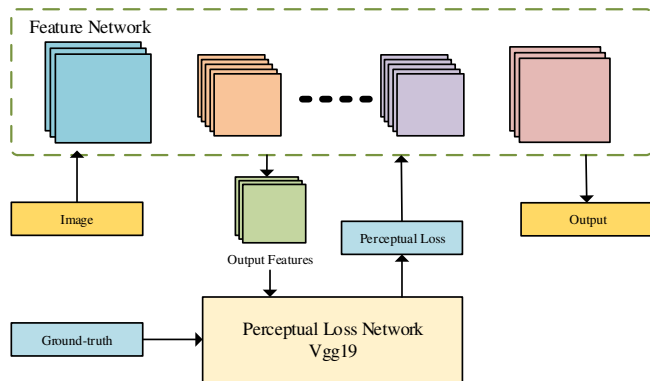 Feature Network
Image
Perceptual Loss
Output
Output Features
Ground-truth
Perceptual Loss Network
Vgg19